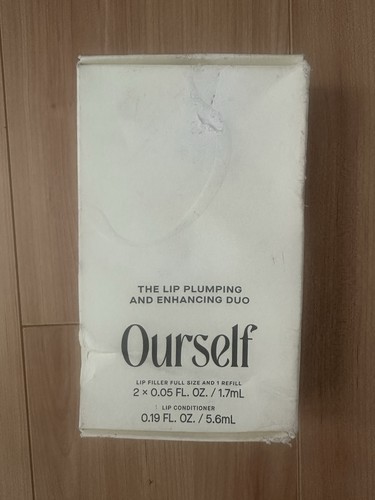 THE LIP PLUMPING
AND ENHANCING DUO
Ourself
LIP FILLER FULL SIZE AND 1 REFILL
2 × 0.05 FL. OZ. / 1.7mL
LIP CONDITIONER
0.19 FL. OZ. / 5.6mL